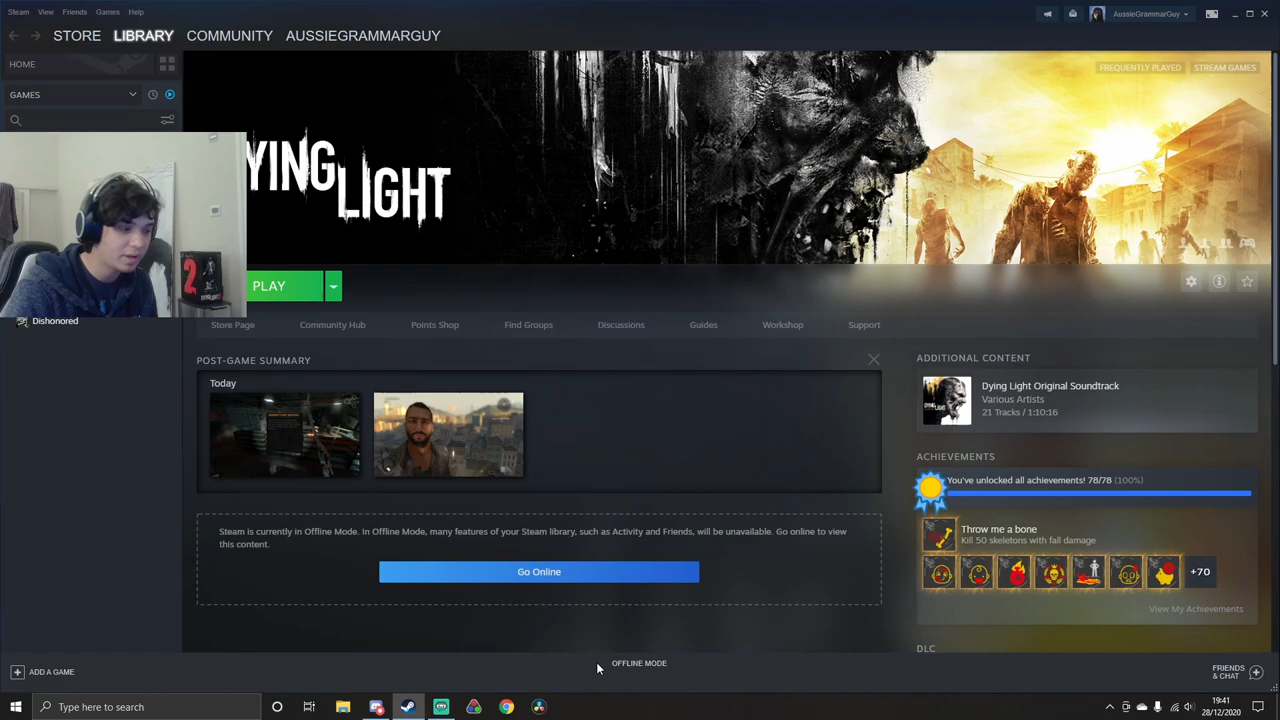 Steam View Friends Games Help
AussieGrammarGuy
STORE LIBRARY COMMUNITY AUSSIEGRAMMARGUY
HOME
FREQUENTLY PLAYED STREAM GAMES
GAMES
YING
LIGHT
2
PLAY
Dishonored
Store Page Community Hub Points Shop Find Groups Discussions Guides Workshop Support
POST-GAME SUMMARY
Today
ADDITIONAL CONTENT
Dying Light Original Soundtrack
Various Artists
21 Tracks / 1:10:16
ACHIEVEMENTS
You've unlocked all achievements! 78/78 (100%)
Throw me a bone
Kill 50 skeletons with fall damage
+70
View My Achievements
Steam is currently in Offline Mode. In Offline Mode, many features of your Steam library, such as Activity and Friends, will be unavailable. Go online to view
this content.
Go Online
DLC
ADD A GAME
OFFLINE MODE
FRIENDS
& CHAT
Type here to search
19:41
28/12/2020